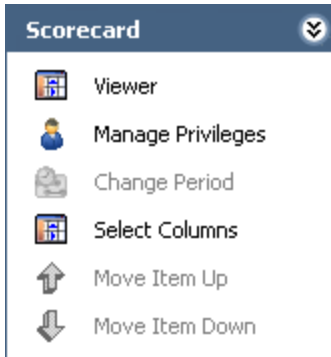 Scorecard
Viewer
Manage Privileges
Change Period
Select Columns
Move Item Up
Move Item Down